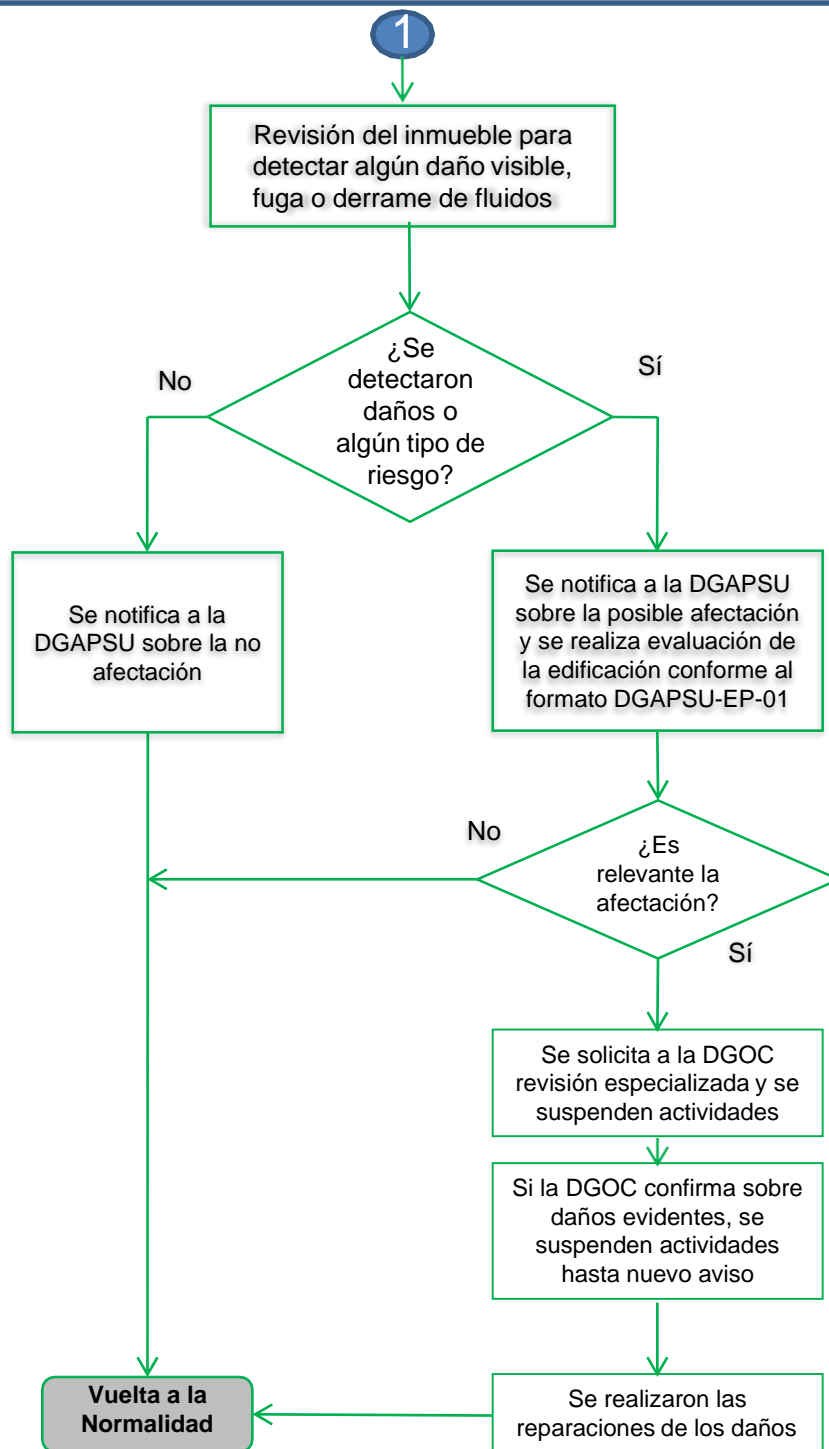 1
Revisión del inmueble para
detectar algún daño visible,
fuga o derrame de fluidos
¿Se
detectaron
daños o
algún tipo de
riesgo?
No
Sí
Se notifica a la
DGAPSU sobre la no
afectación
Se notifica a la DGAPSU
sobre la posible afectación
y se realiza evaluación de
la edificación conforme al
formato DGAPSU-EP-01
¿Es
relevante la
afectación?
No
Sí
Se solicita a la DGOC
revisión especializada y se
suspenden actividades
Si la DGOC confirma sobre
daños evidentes, se
suspenden actividades
hasta nuevo aviso
Se realizaron las
reparaciones de los daños
Vuelta a la
Normalidad